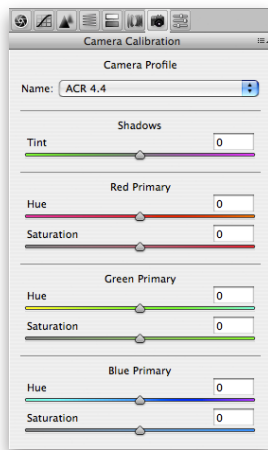 Camera Calibration
Camera Profile
Name: ACR 4.4
Shadows
Tint 0
Red Primary
Hue 0
Saturation 0
Green Primary
Hue 0
Saturation 0
Blue Primary
Hue 0
Saturation 0